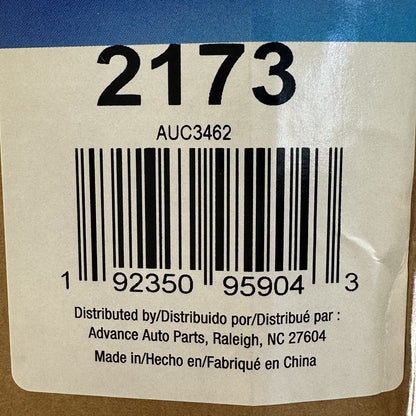 2173
AUC3462
1 92350 95904 3
Distributed by/Distribuido por/Distribué par :
Advance Auto Parts, Raleigh, NC 27604
Made in/Hecho en/Fabriqué en China